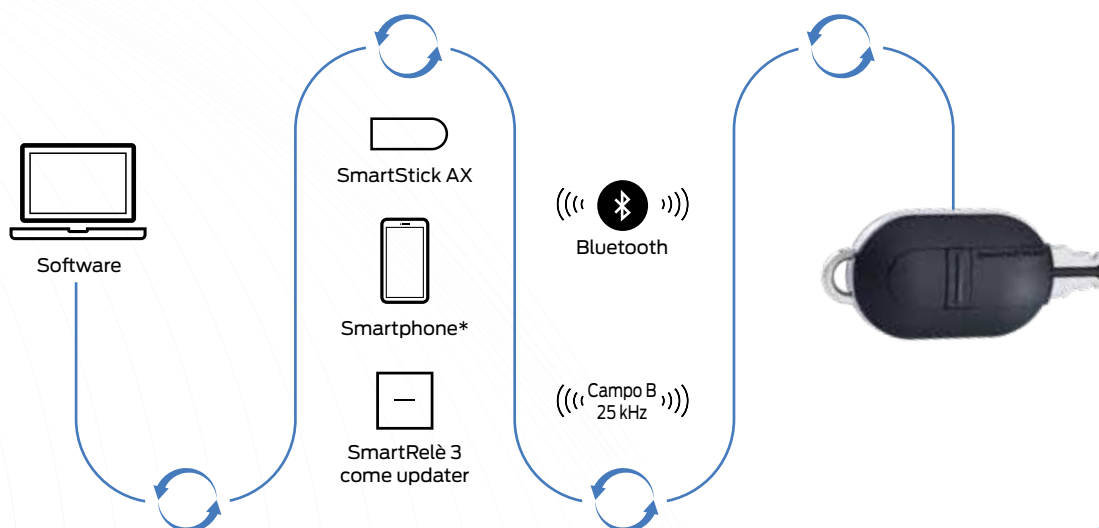 Software
SmartStick AX
Smartphone*
SmartRelè 3
come updater
Bluetooth
Campo B
25 kHz